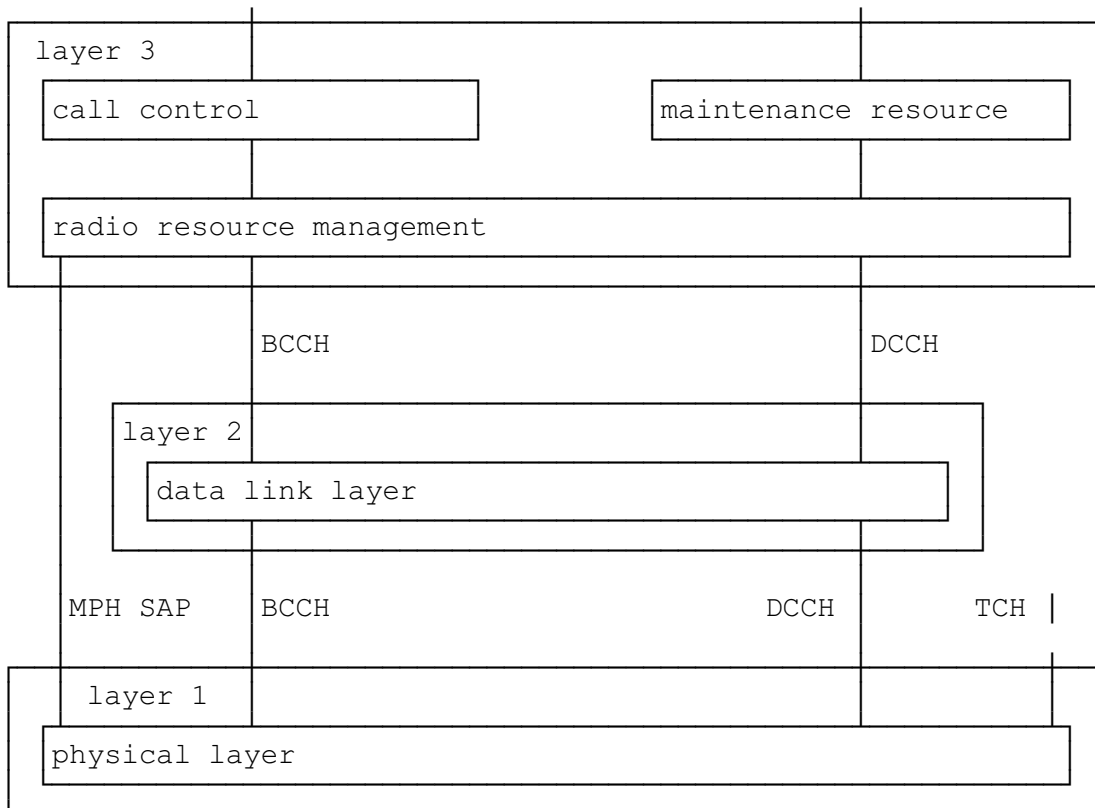 layer 3
call control maintenance resource
radio resource management
BCCH DCCH
layer 2
data link layer
MPH SAP BCCH DCCH TCH
layer 1
physical layer